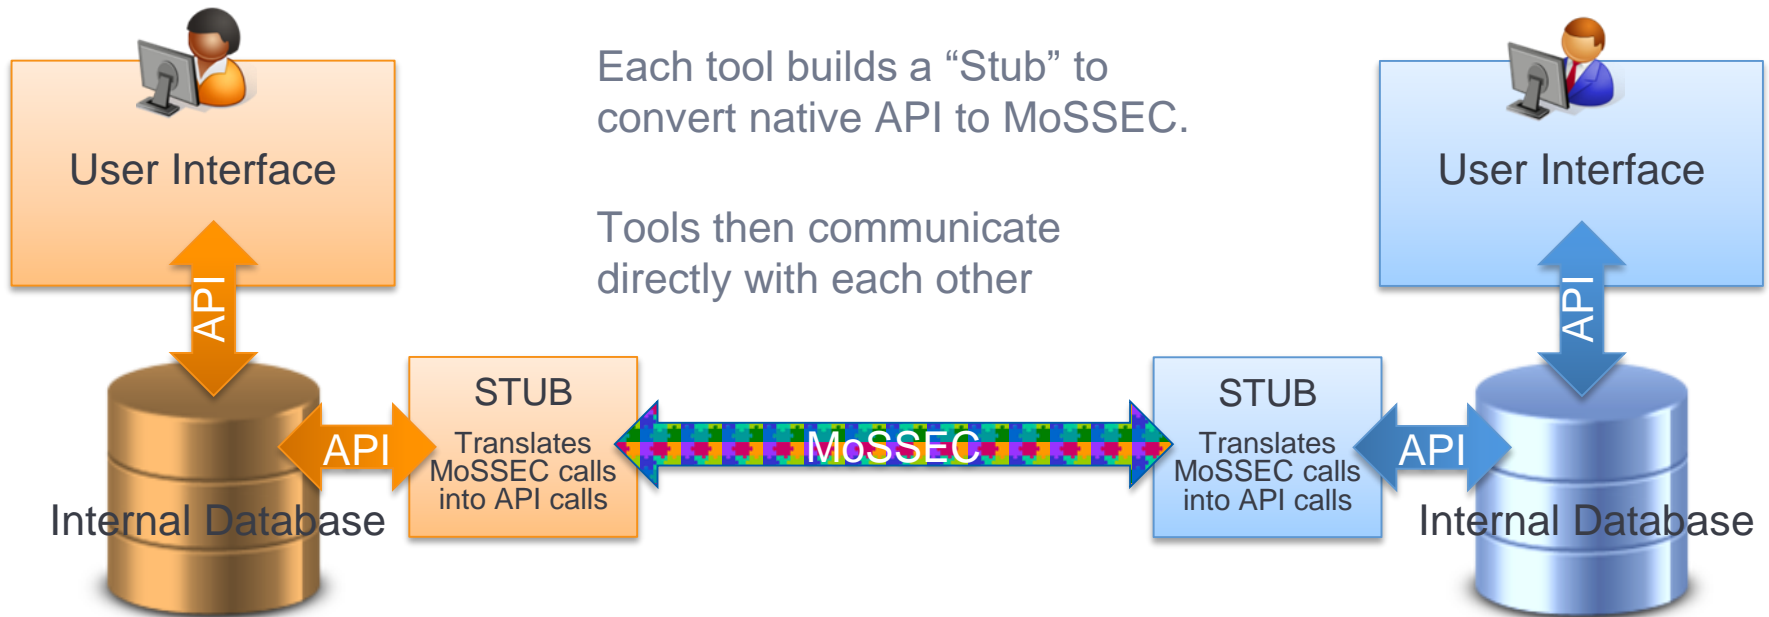 Each tool builds a “Stub” to
convert native API to MoSSEC.
Tools then communicate
directly with each other
User Interface
API
Internal Database
API
STUB
Translates
MoSSEC calls
into API calls
MoSSEC
STUB
Translates
MoSSEC calls
into API calls
API
User Interface
API
Internal Database